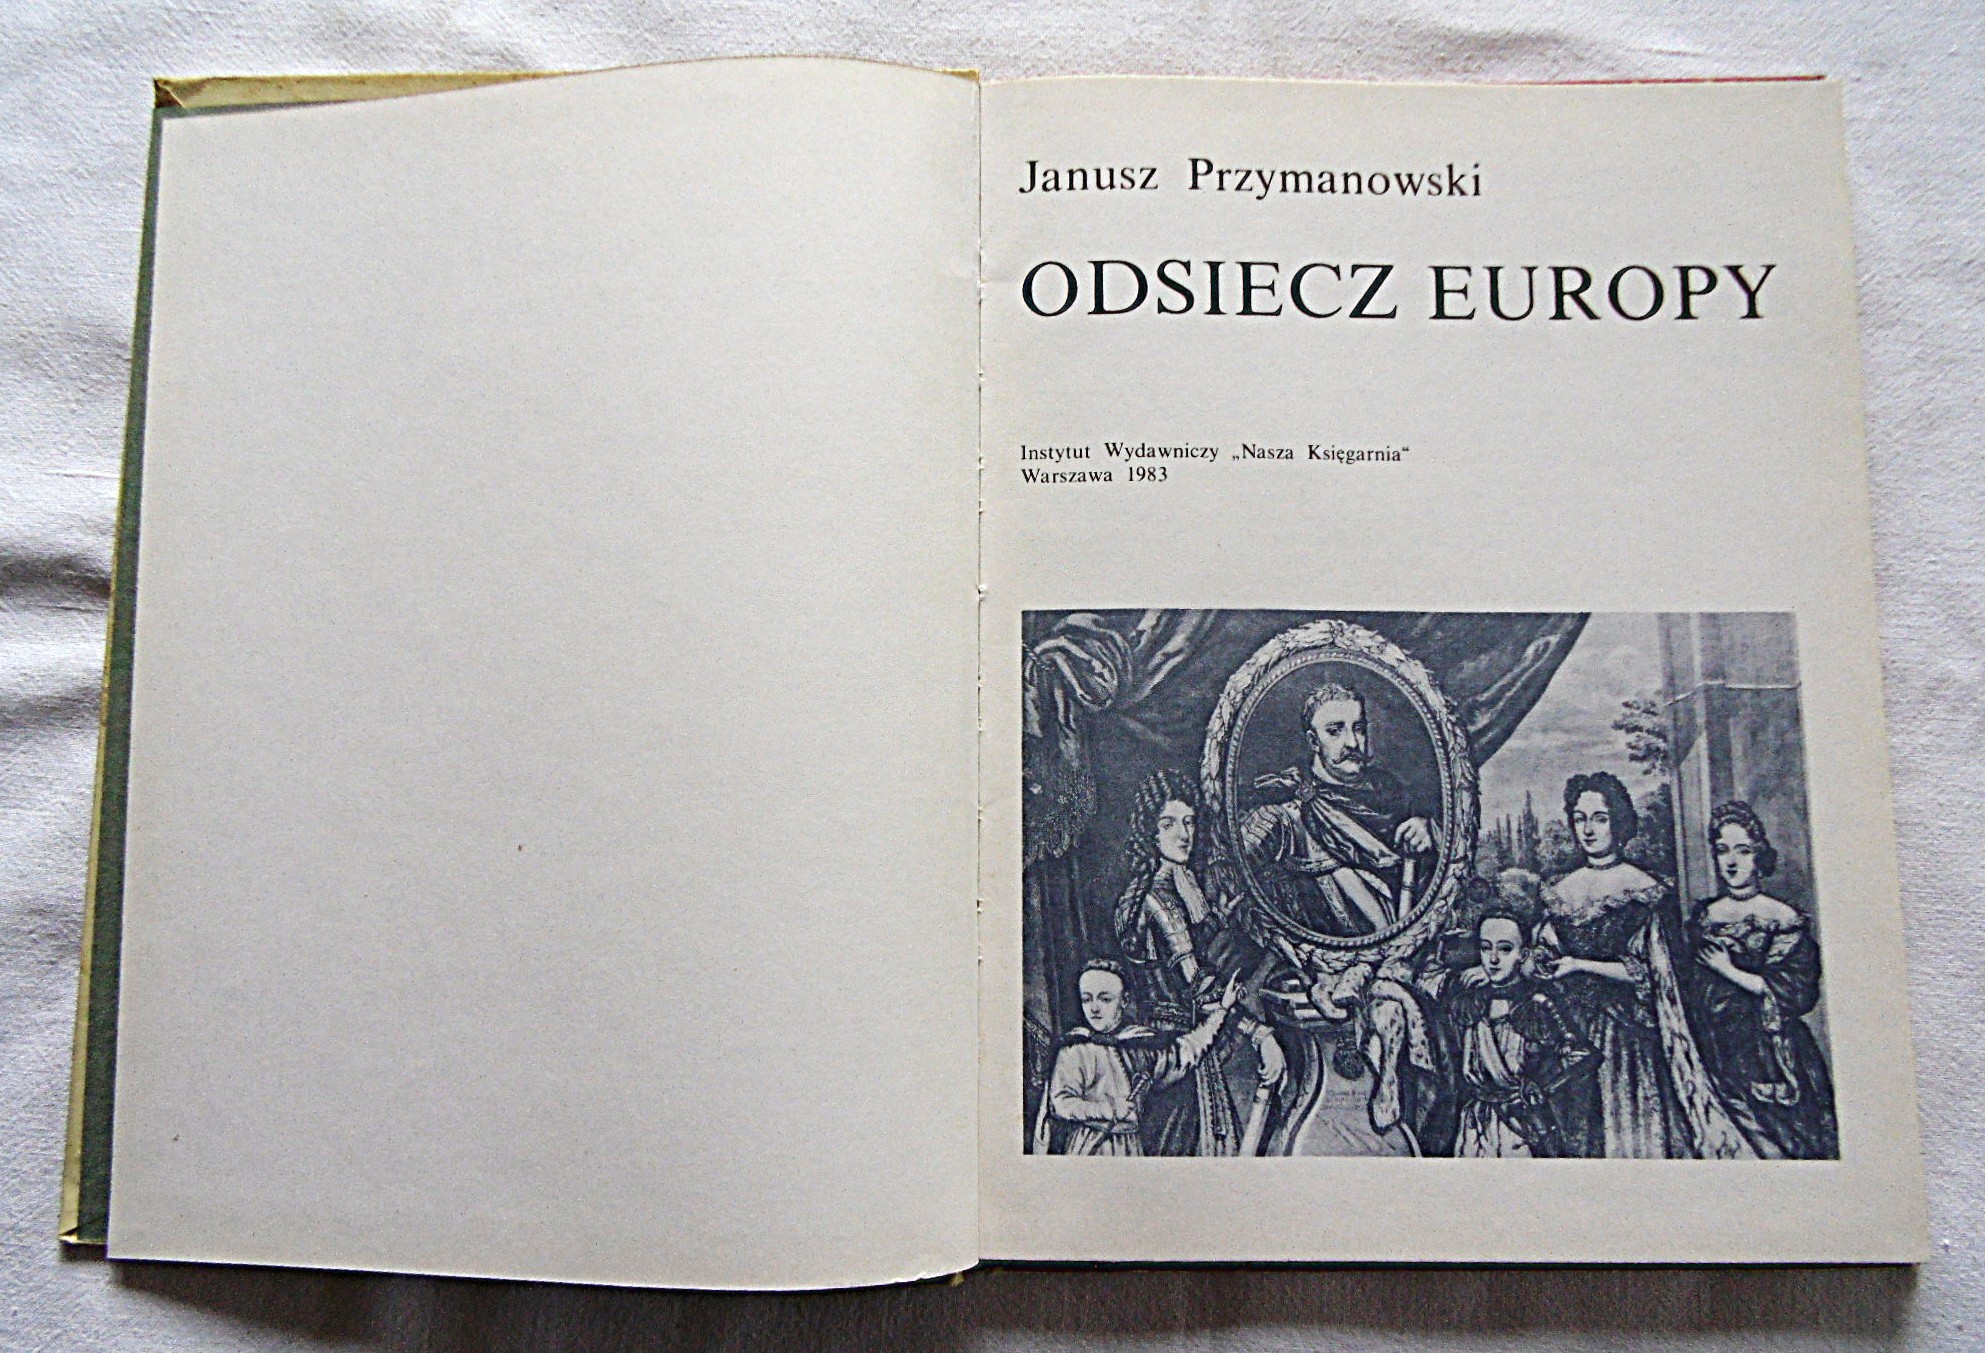 Janusz Przymanowski
ODSIECZ EUROPY
Instytut Wydawniczy „Nasza Księgarnia“
Warszawa 1983